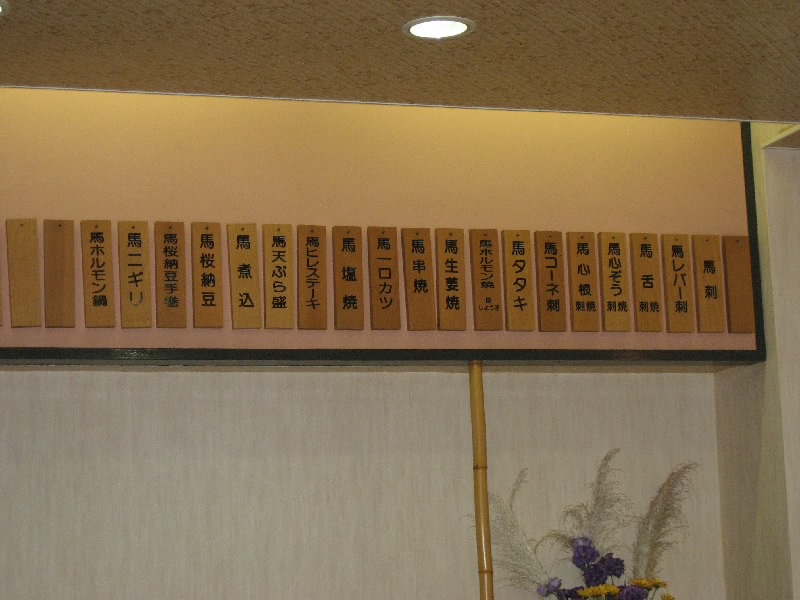 馬刺
馬レバー刺
馬舌 刺 焼
馬心ぞう 刺 焼
馬心根 刺 焼
馬コーネ刺
馬タタキ
馬ホルモン焼
馬生姜焼
馬串焼
馬一口カツ
馬塩焼
馬ヒレステーキ
馬天ぷら盛
馬煮込
馬桜納豆
馬桜納豆手巻
馬ニギリ
馬ホルモン鍋